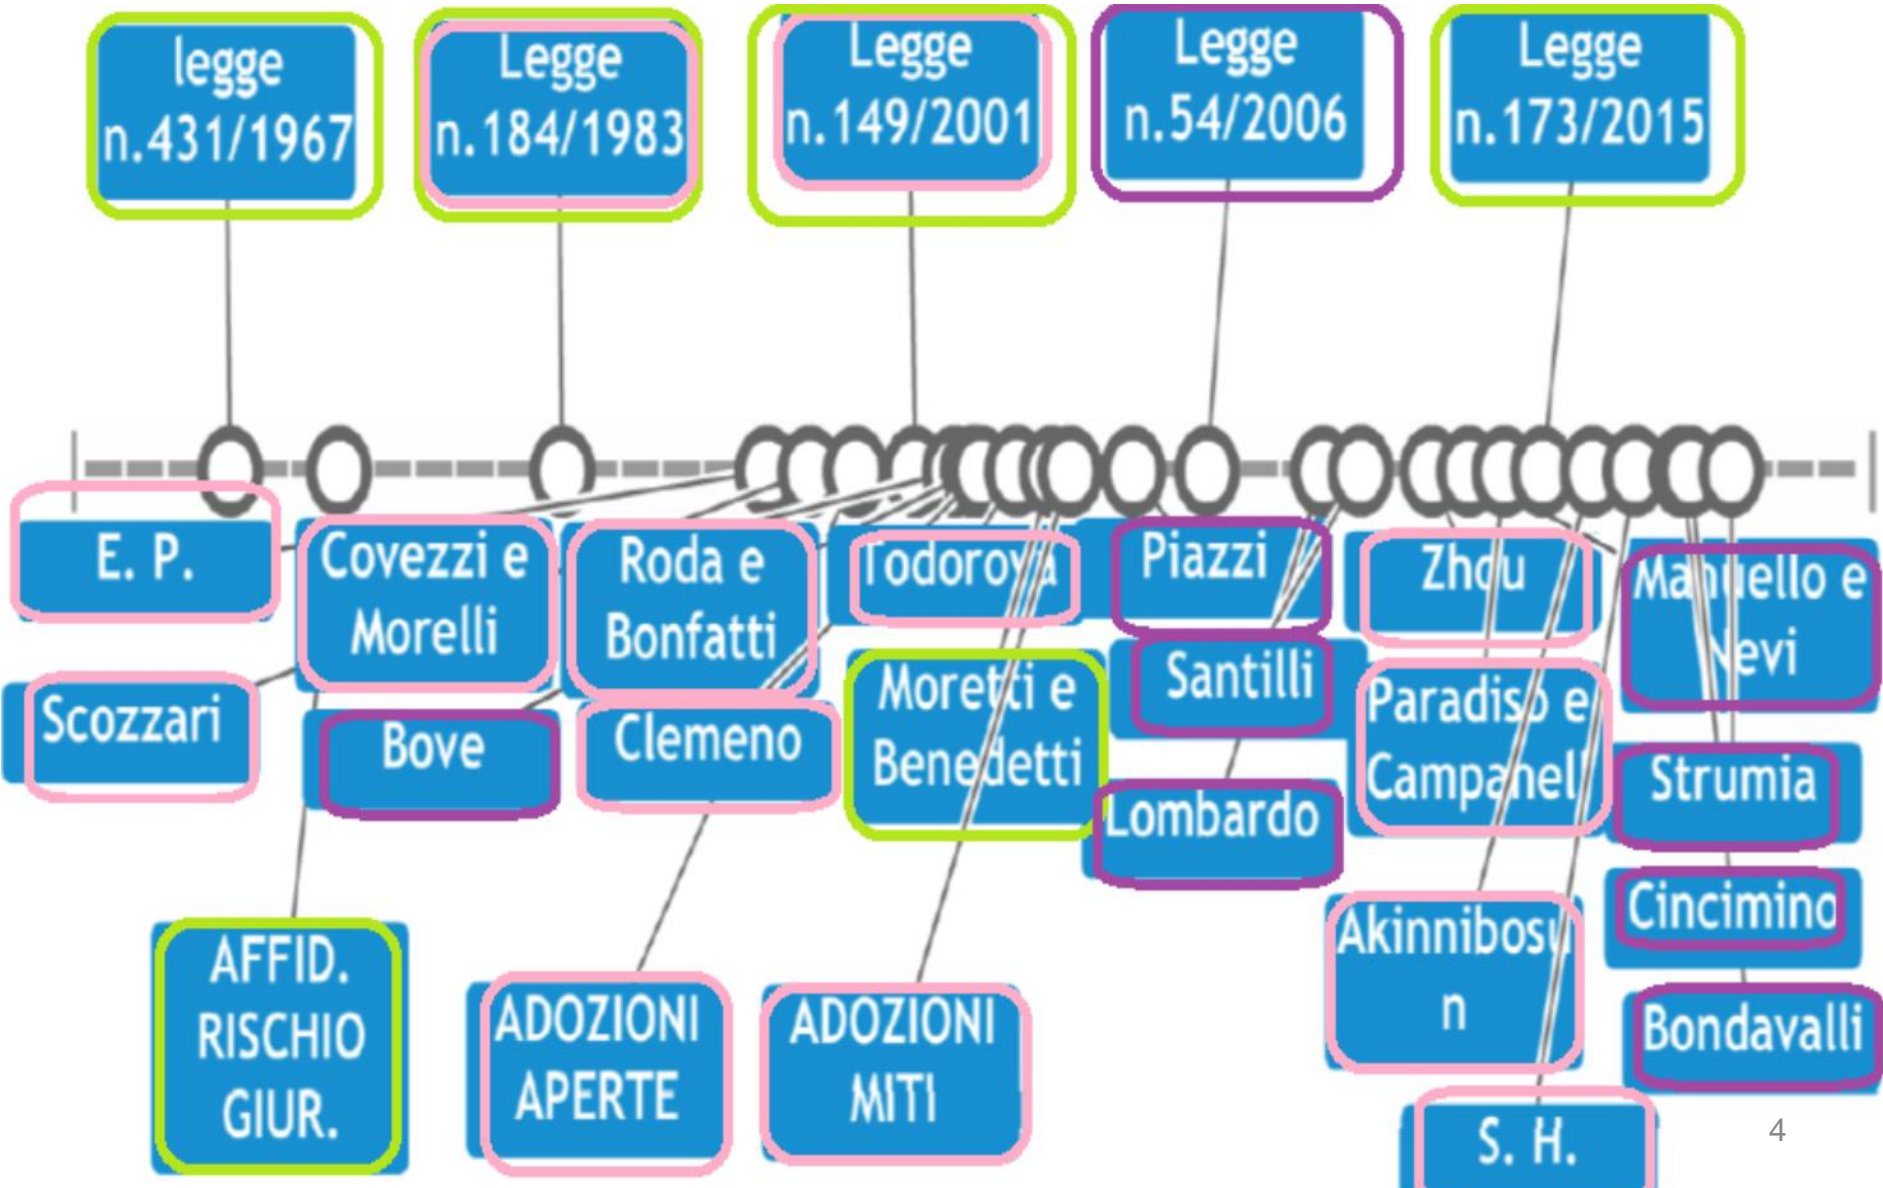 legge
n.431/1967
Legge
n.184/1983
Legge
n.149/2001
Legge
n.54/2006
Legge
n.173/2015
E. P.
Covezzi e
Morelli
Roda e
Bonfatti
Todorova
Piazzi
Zhou
Manuello e
Nevi
Scozzari
Bove
Clemeno
Moretti e
Benedetti
Santilli
Paradiso e
Campanell
Lombardo
Strumia
Akinnibosu
n
Cincimino
Bondavalli
AFFID.
RISCHIO
GIUR.
ADOZIONI
APERTE
ADOZIONI
MITI
S. H.
4